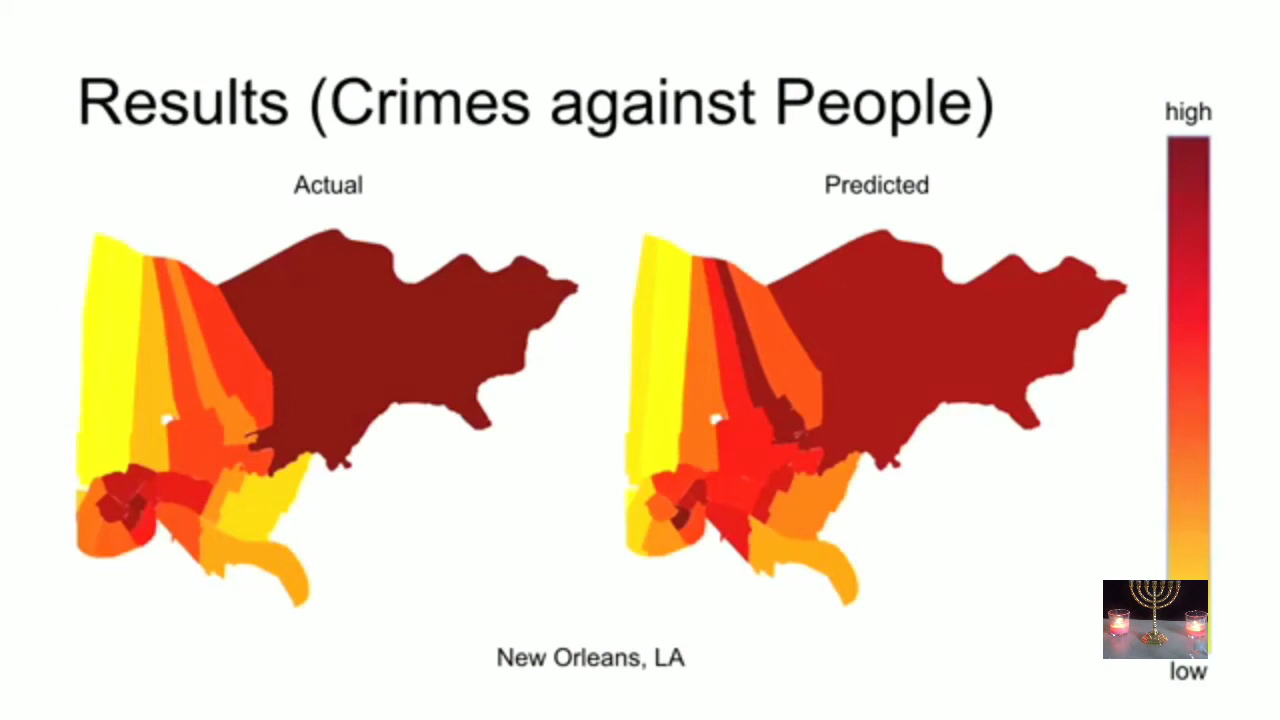 Results (Crimes against People)
high
Actual
Predicted
New Orleans, LA
low